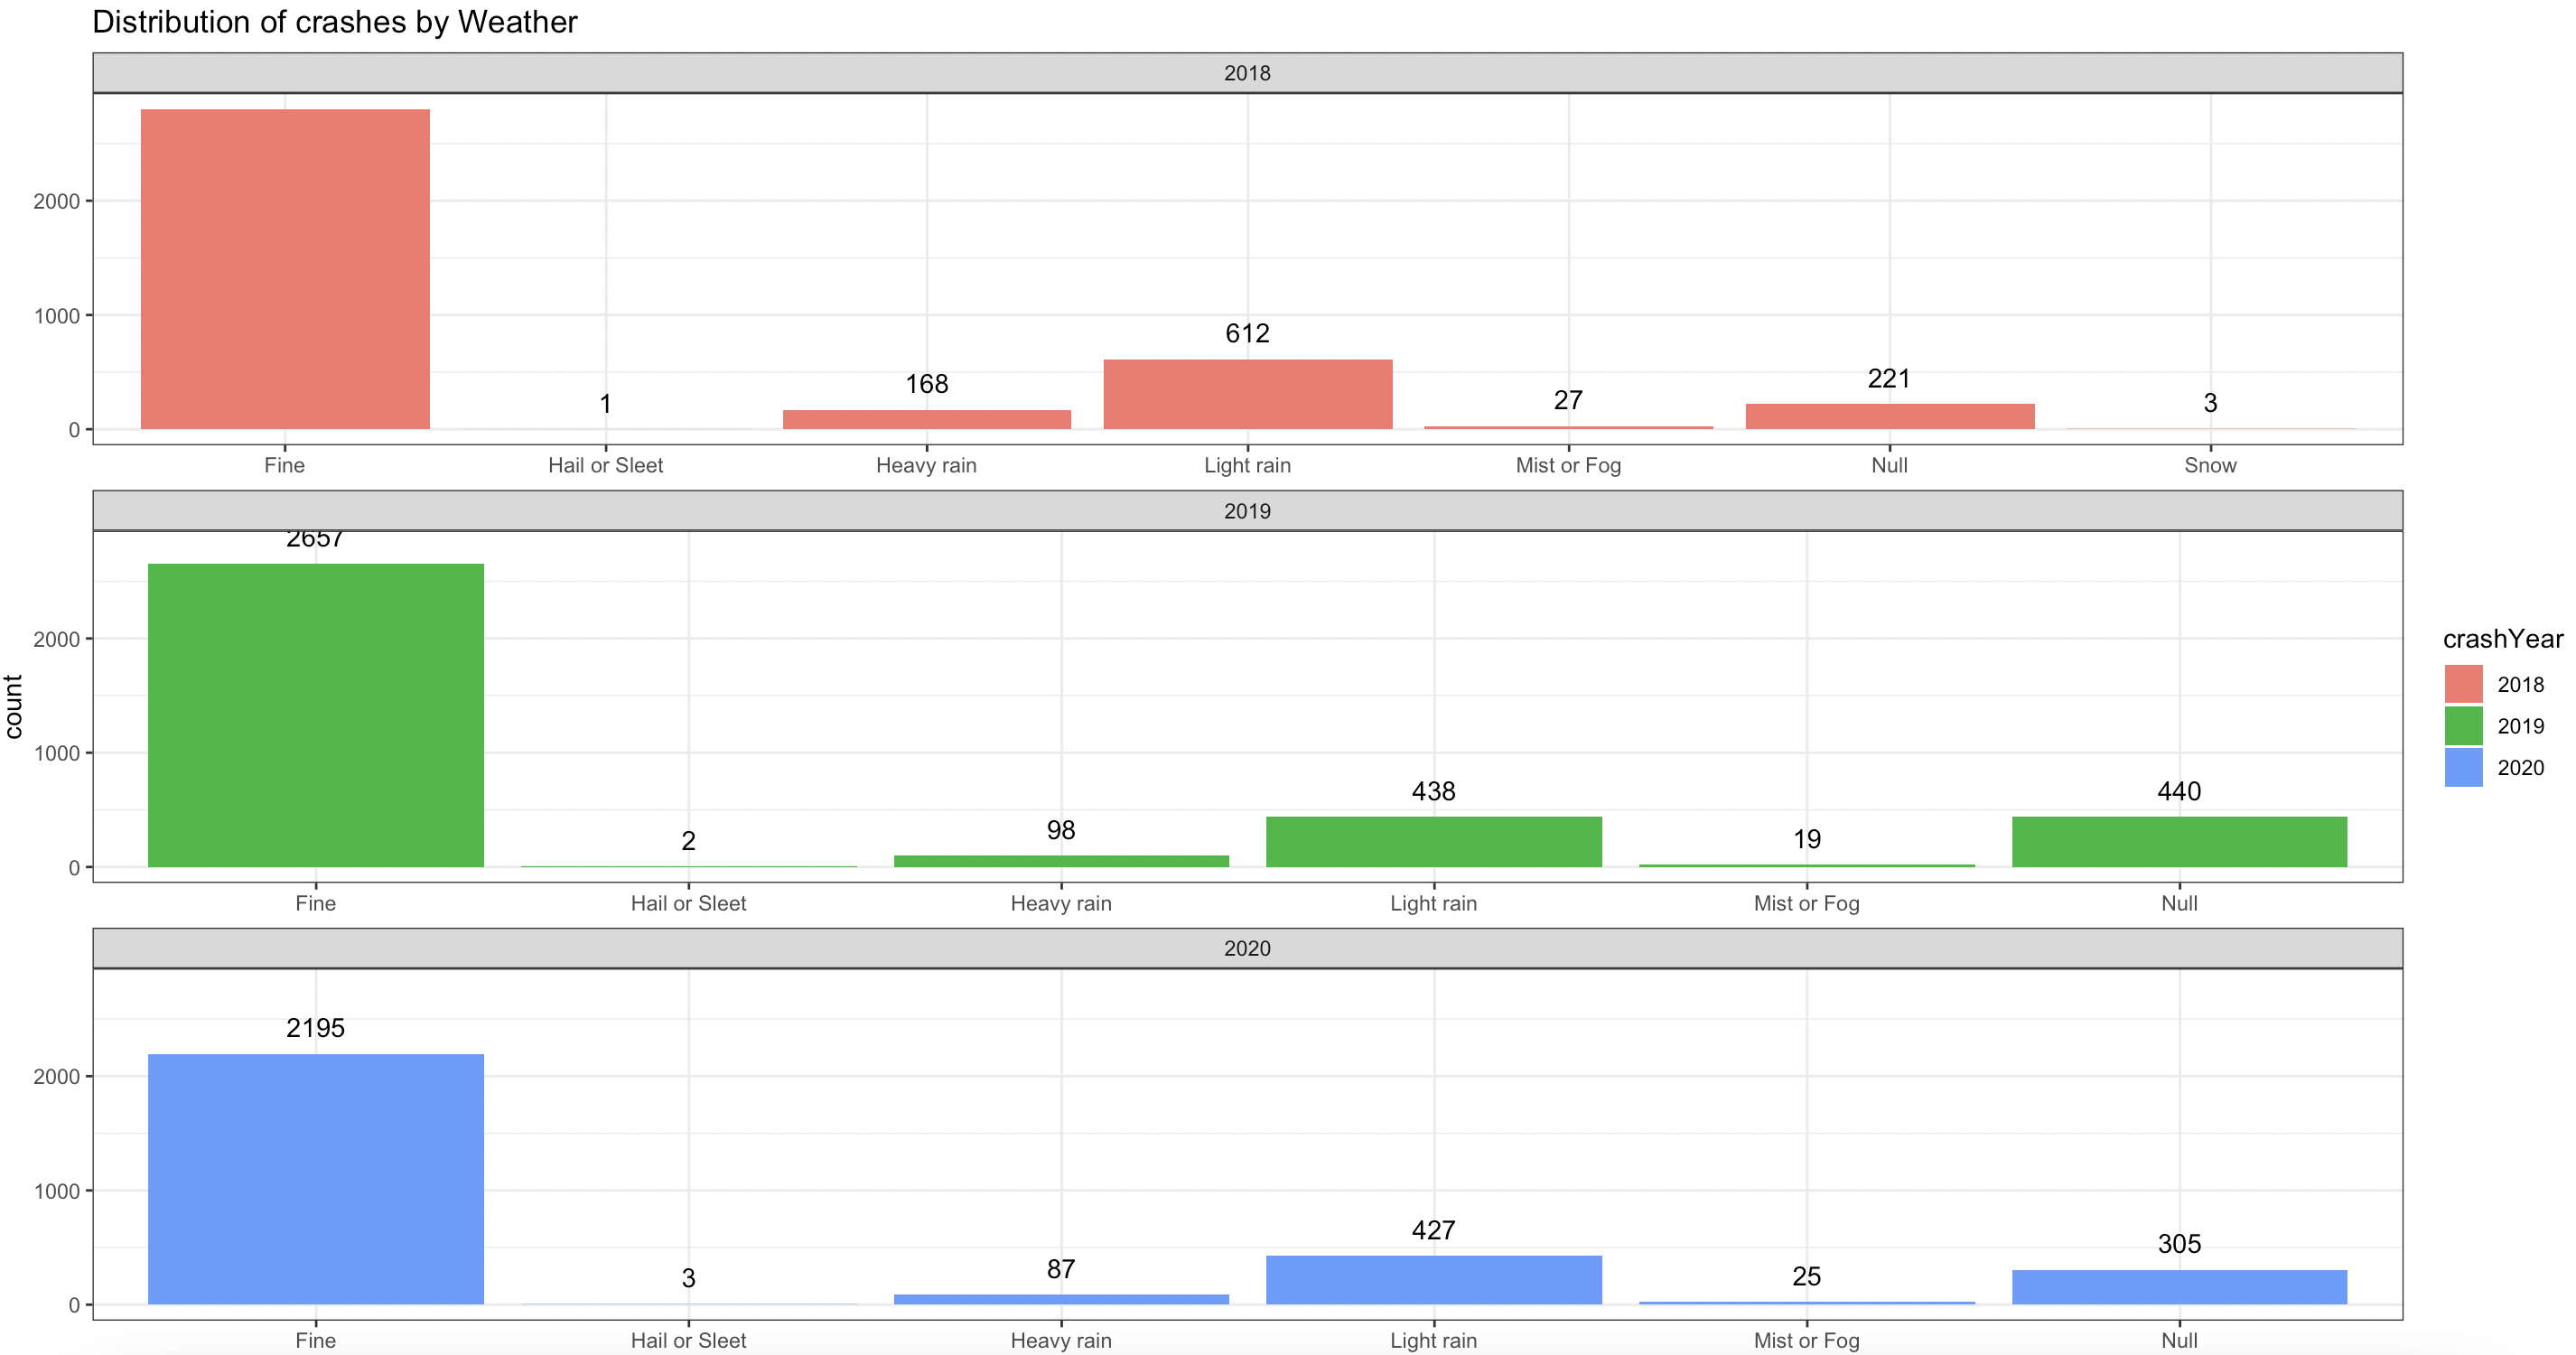 Distribution of crashes by Weather
2018
2000
1000
0
1
168
612
27
221
3
Fine
Hail or Sleet
Heavy rain
Light rain
Mist or Fog
Null
Snow
2019
2657
2000
1000
0
2
98
438
19
440
Fine
Hail or Sleet
Heavy rain
Light rain
Mist or Fog
Null
2020
2000
1000
0
2195
3
87
427
25
305
Fine
Hail or Sleet
Heavy rain
Light rain
Mist or Fog
Null
count
crashYear
2018
2019
2020